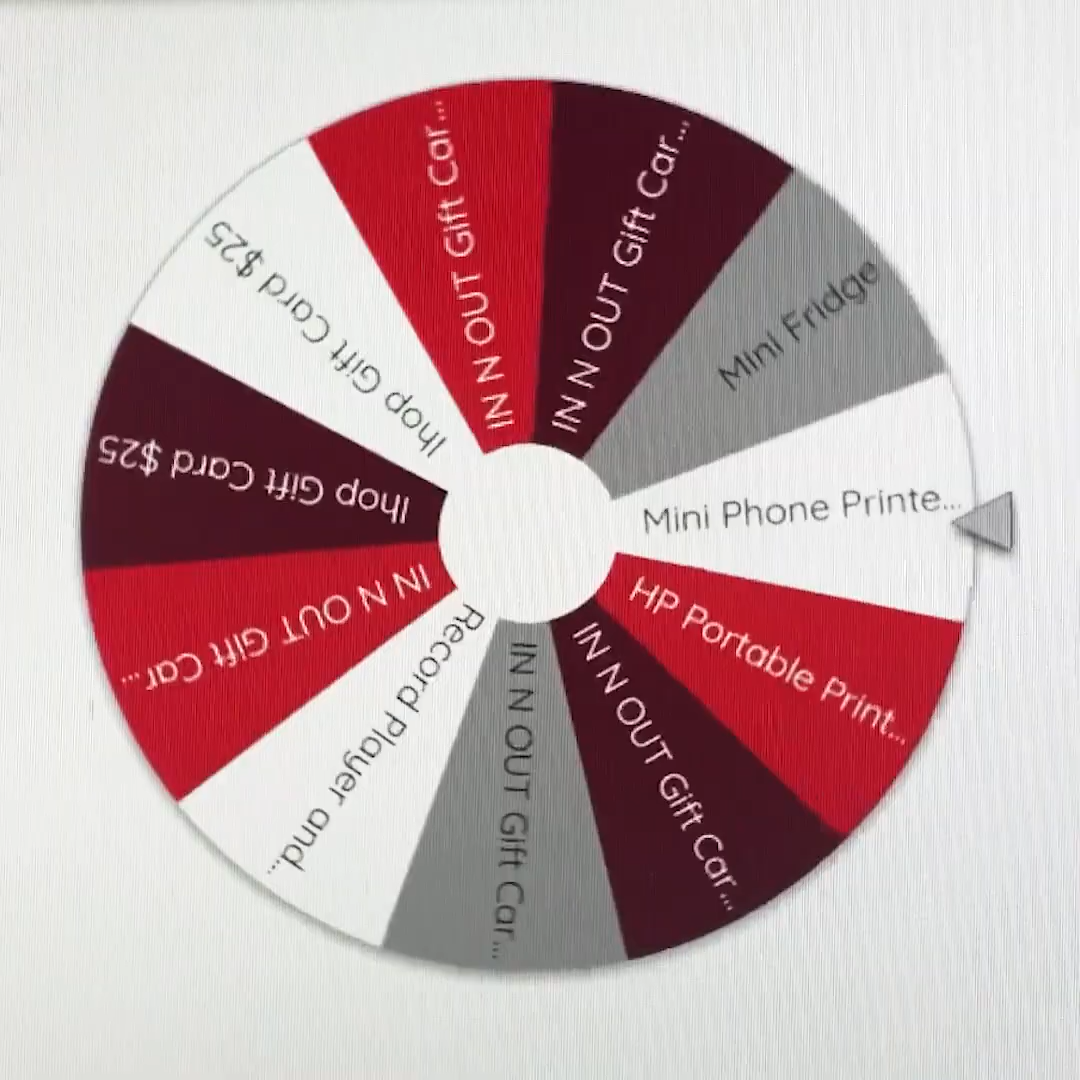 IN N OUT Gift Car...
IN N OUT Gift Car...
Mini Fridge
Mini Phone Printe...
HP Portable Print...
IN N OUT Gift Car...
IN N OUT Gift Car...
Record Player and...
IN N OUT Gift Car...
Ihop Gift Card $25
Ihop Gift Card $25